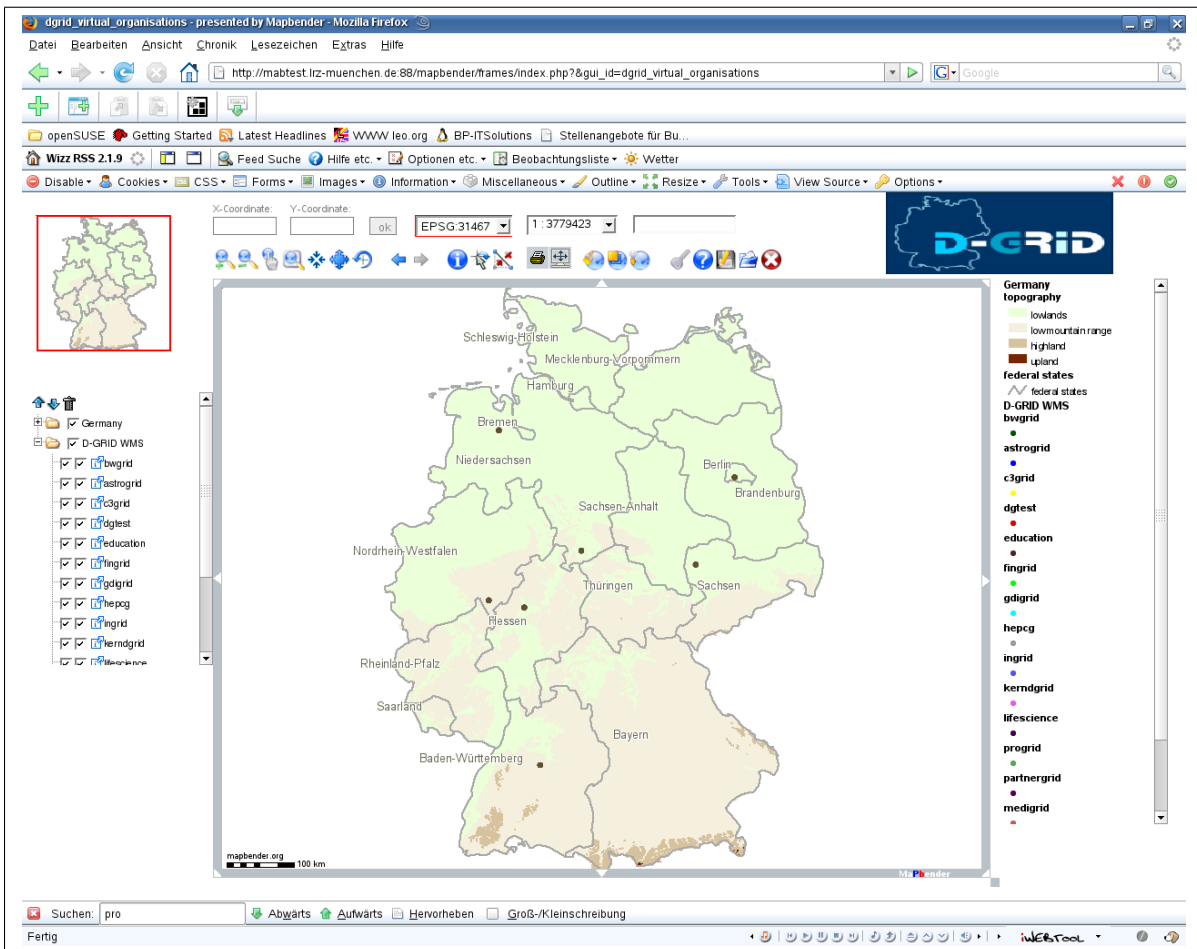 dgrid_virtual_organisations - presented by Mapbender - Mozilla Firefox
Datei Bearbeiten Ansicht Chronik Lesezeichen Extras Hilfe
http://mabtest.lrz-muenchen.de:88/mapbender/frames/index.php?&gui_id=dgrid_virtual_organisations
G Google
openSUSE Getting Started Latest Headlines WWW leo.org BP-ITSolutions Stellenangebote für Bu...
Wizz RSS 2.1.9 Feed Suche Hilfe etc. Optionen etc. Beobachtungsliste Wetter
Disable Cookies CSS Forms Images Information Miscellaneous Outline Resize Tools View Source Options
X-Coordinate: Y-Coordinate:
ok EPSG:31467 1 : 3779423
D-GRID
Germany
D-GRID WMS
bwgrid
astrogrid
c3grid
dgtest
education
fingrid
gdigrid
hepcg
ingrid
kerndgrid
lifescience
Schleswig-Holstein
Mecklenburg-Vorpommern
Hamburg
Bremen
Niedersachsen
Berlin
Brandenburg
Sachsen-Anhalt
Nordrhein-Westfalen
Thüringen
Sachsen
Hessen
Rheinland-Pfalz
Saarland
Bayern
Baden-Württemberg
mapbender.org
100 km
MaPbender
Germany
topography
lowlands
lowmountain range
highland
upland
federal states
federal states
D-GRID WMS
bwgrid
astrogrid
c3grid
dgtest
education
fingrid
gdigrid
hepcg
ingrid
kerndgrid
lifescience
progrid
partnergrid
medigrid
Suchen: pro Abwärts Aufwärts Hervorheben Groß-/Kleinschreibung
Fertig
iWEBTOOL